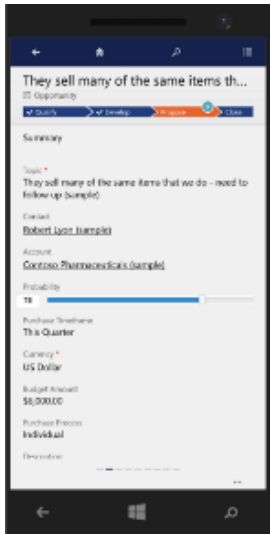 They sell many of the same items th...
Opportunity
Qualify Develop Propose Close
Summary
Topic *
They sell many of the same items that we do - need to
follow up (sample)
Contact
Robert Lyon (sample)
Account
Contoso Pharmaceuticals (sample)
Probability
78
Purchase Timeframe
This Quarter
Currency *
US Dollar
Budget Amount
$6,000.00
Purchase Process
Individual
Description